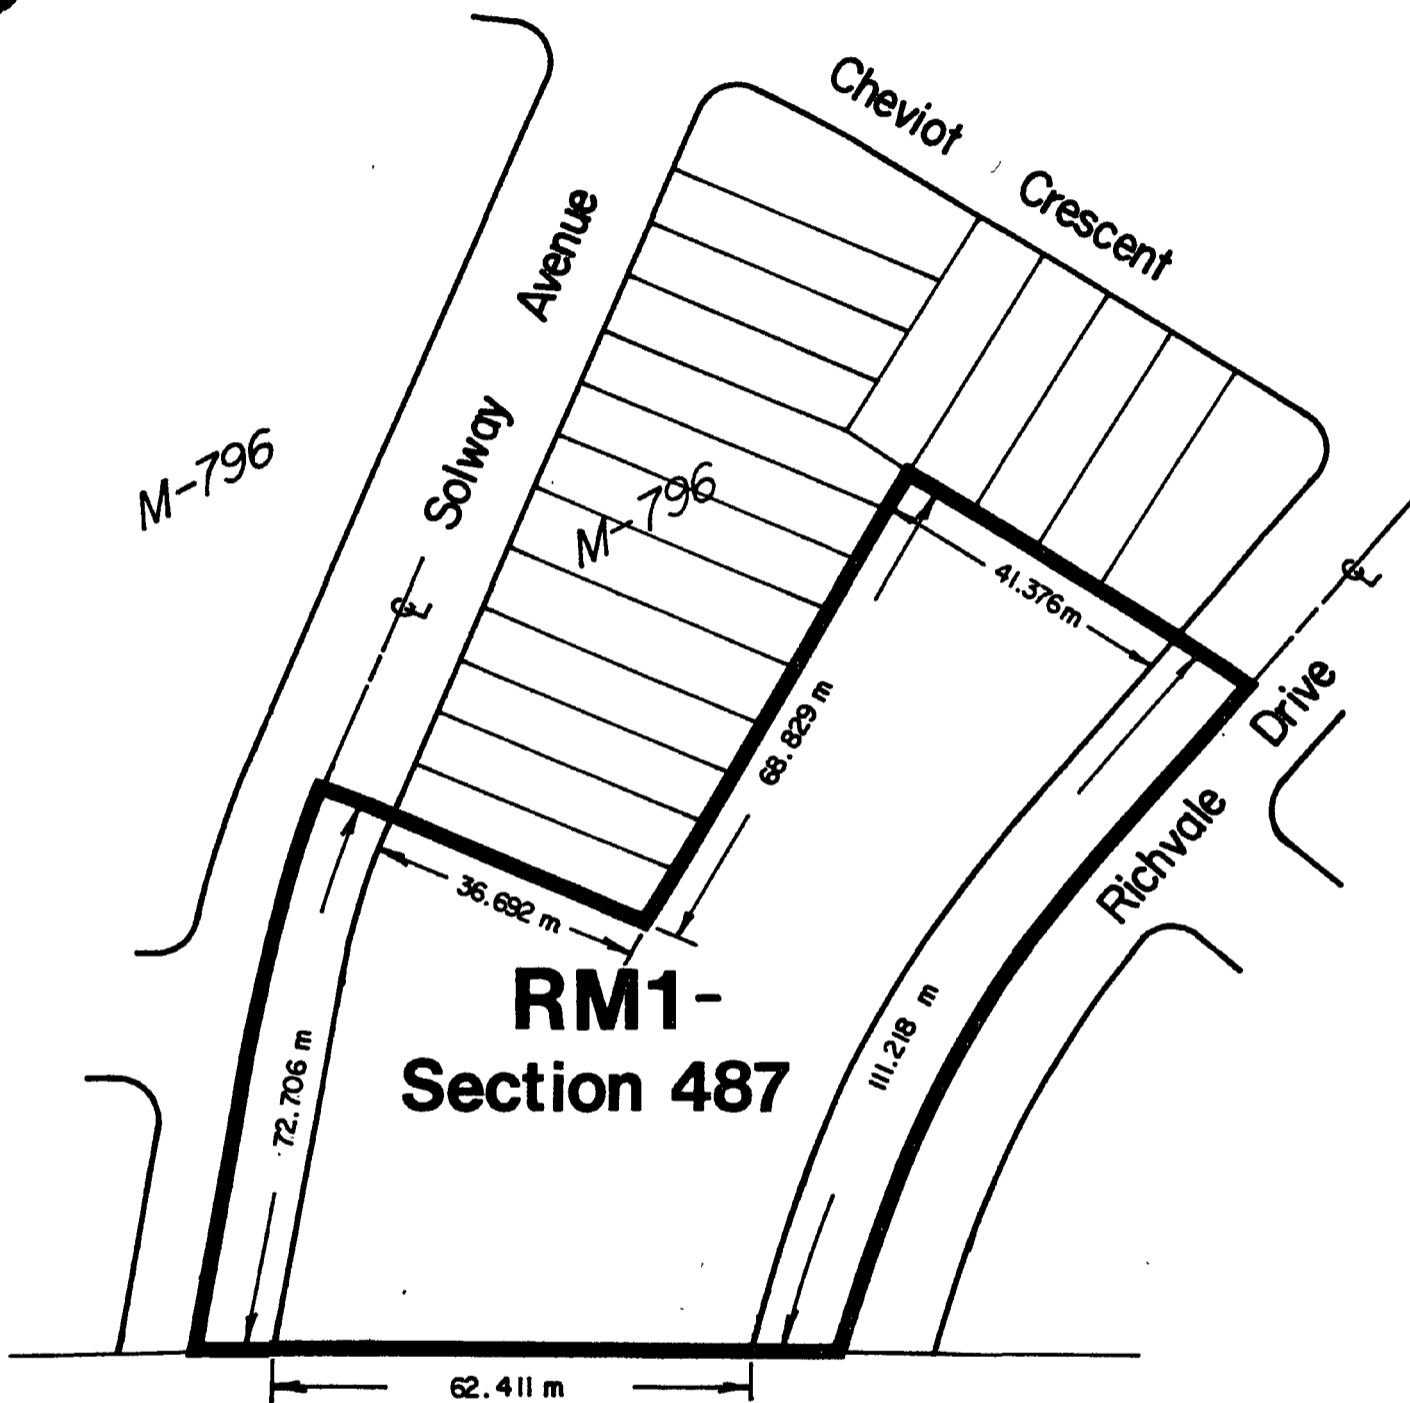 Cheviot Crescent
Solway Avenue
M-796
M-796
℄
℄
41.376 m
Richvale Drive
68.829 m
36.692 m
RM1-
Section 487
72.706 m
111.218 m
62.411 m